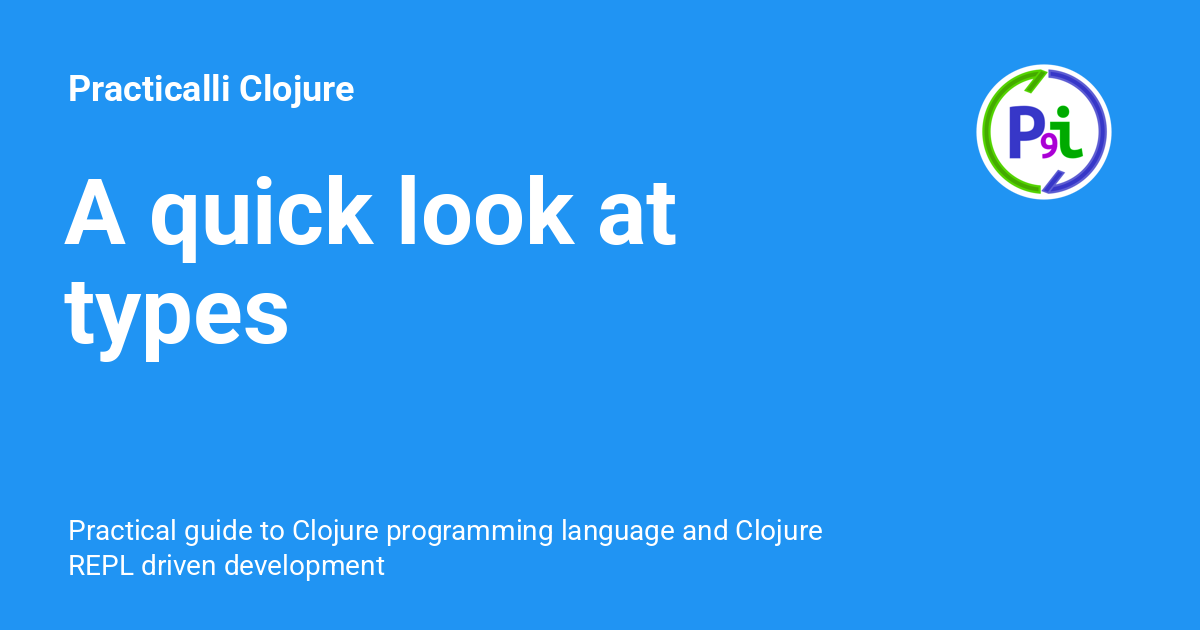 Practicalli Clojure
P9i
A quick look at
types
Practical guide to Clojure programming language and Clojure
REPL driven development